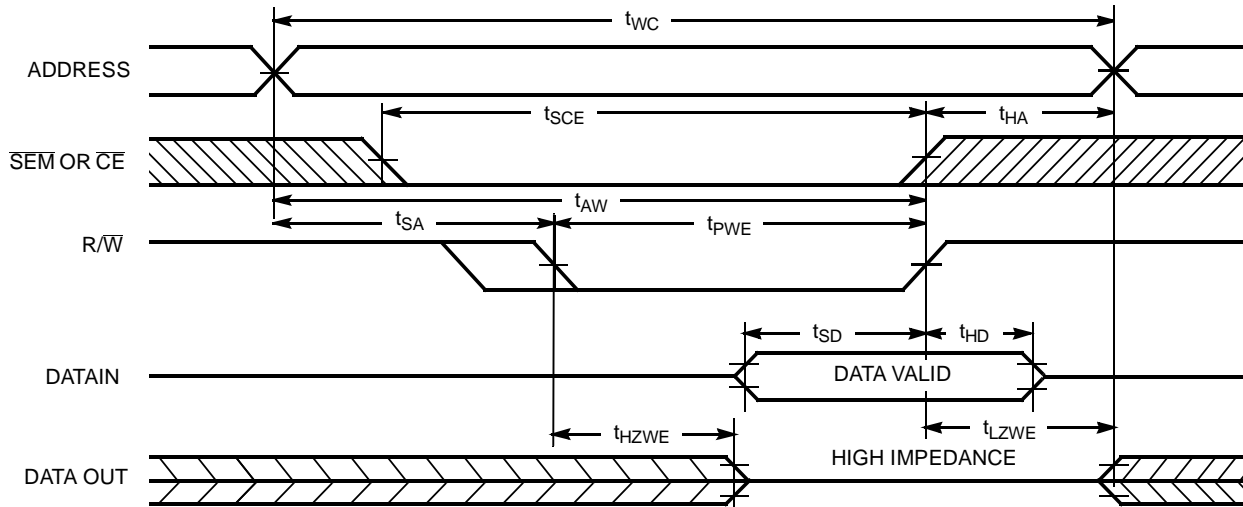 tWC
ADDRESS
tSCE
tHA
SEM OR CE
tAW
tSA
tPWE
R/W
tSD
tHD
DATAIN
DATA VALID
tHZWE
tLZWE
HIGH IMPEDANCE
DATA OUT